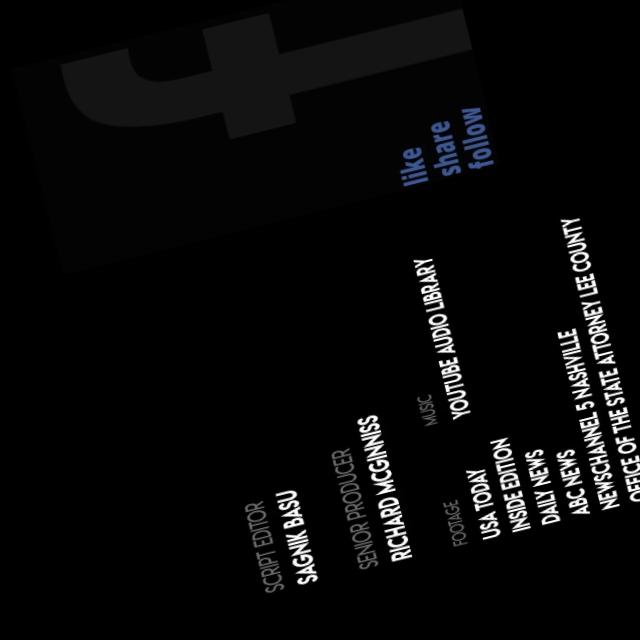 like
share
follow
SCRIPT EDITOR
SAGNIK BASU
SENIOR PRODUCER
RICHARD MCGINNISS
MUSIC
YOUTUBE AUDIO LIBRARY
FOOTAGE
USA TODAY
INSIDE EDITION
DAILY NEWS
ABC NEWS
NEWSCHANNEL 5 NASHVILLE
OFFICE OF THE STATE ATTORNEY LEE COUNTY